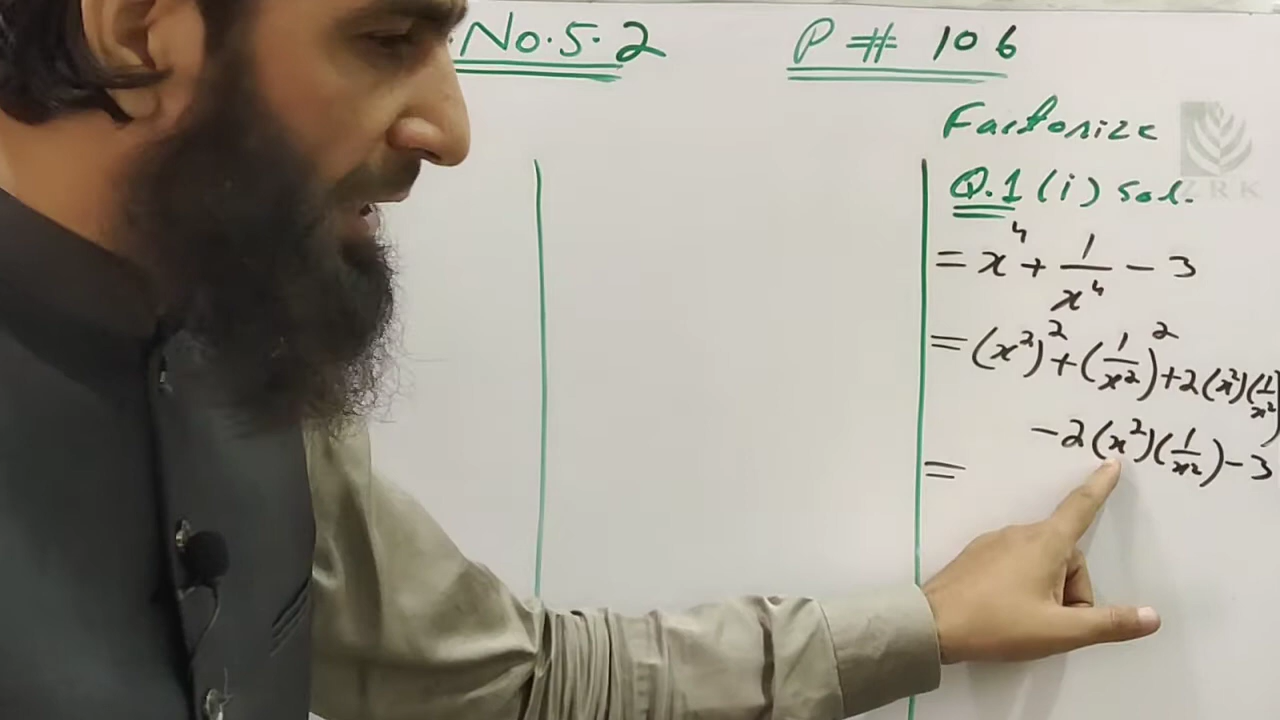 .No.5.2
P # 106
Factorize
ZRK
Q.1 (i) Sol.
= x⁴ + 1/x⁴ - 3
= (x²)² + (1/x²)² + 2(x²)(1/x²)
- 2(x²)(1/x²) - 3
=